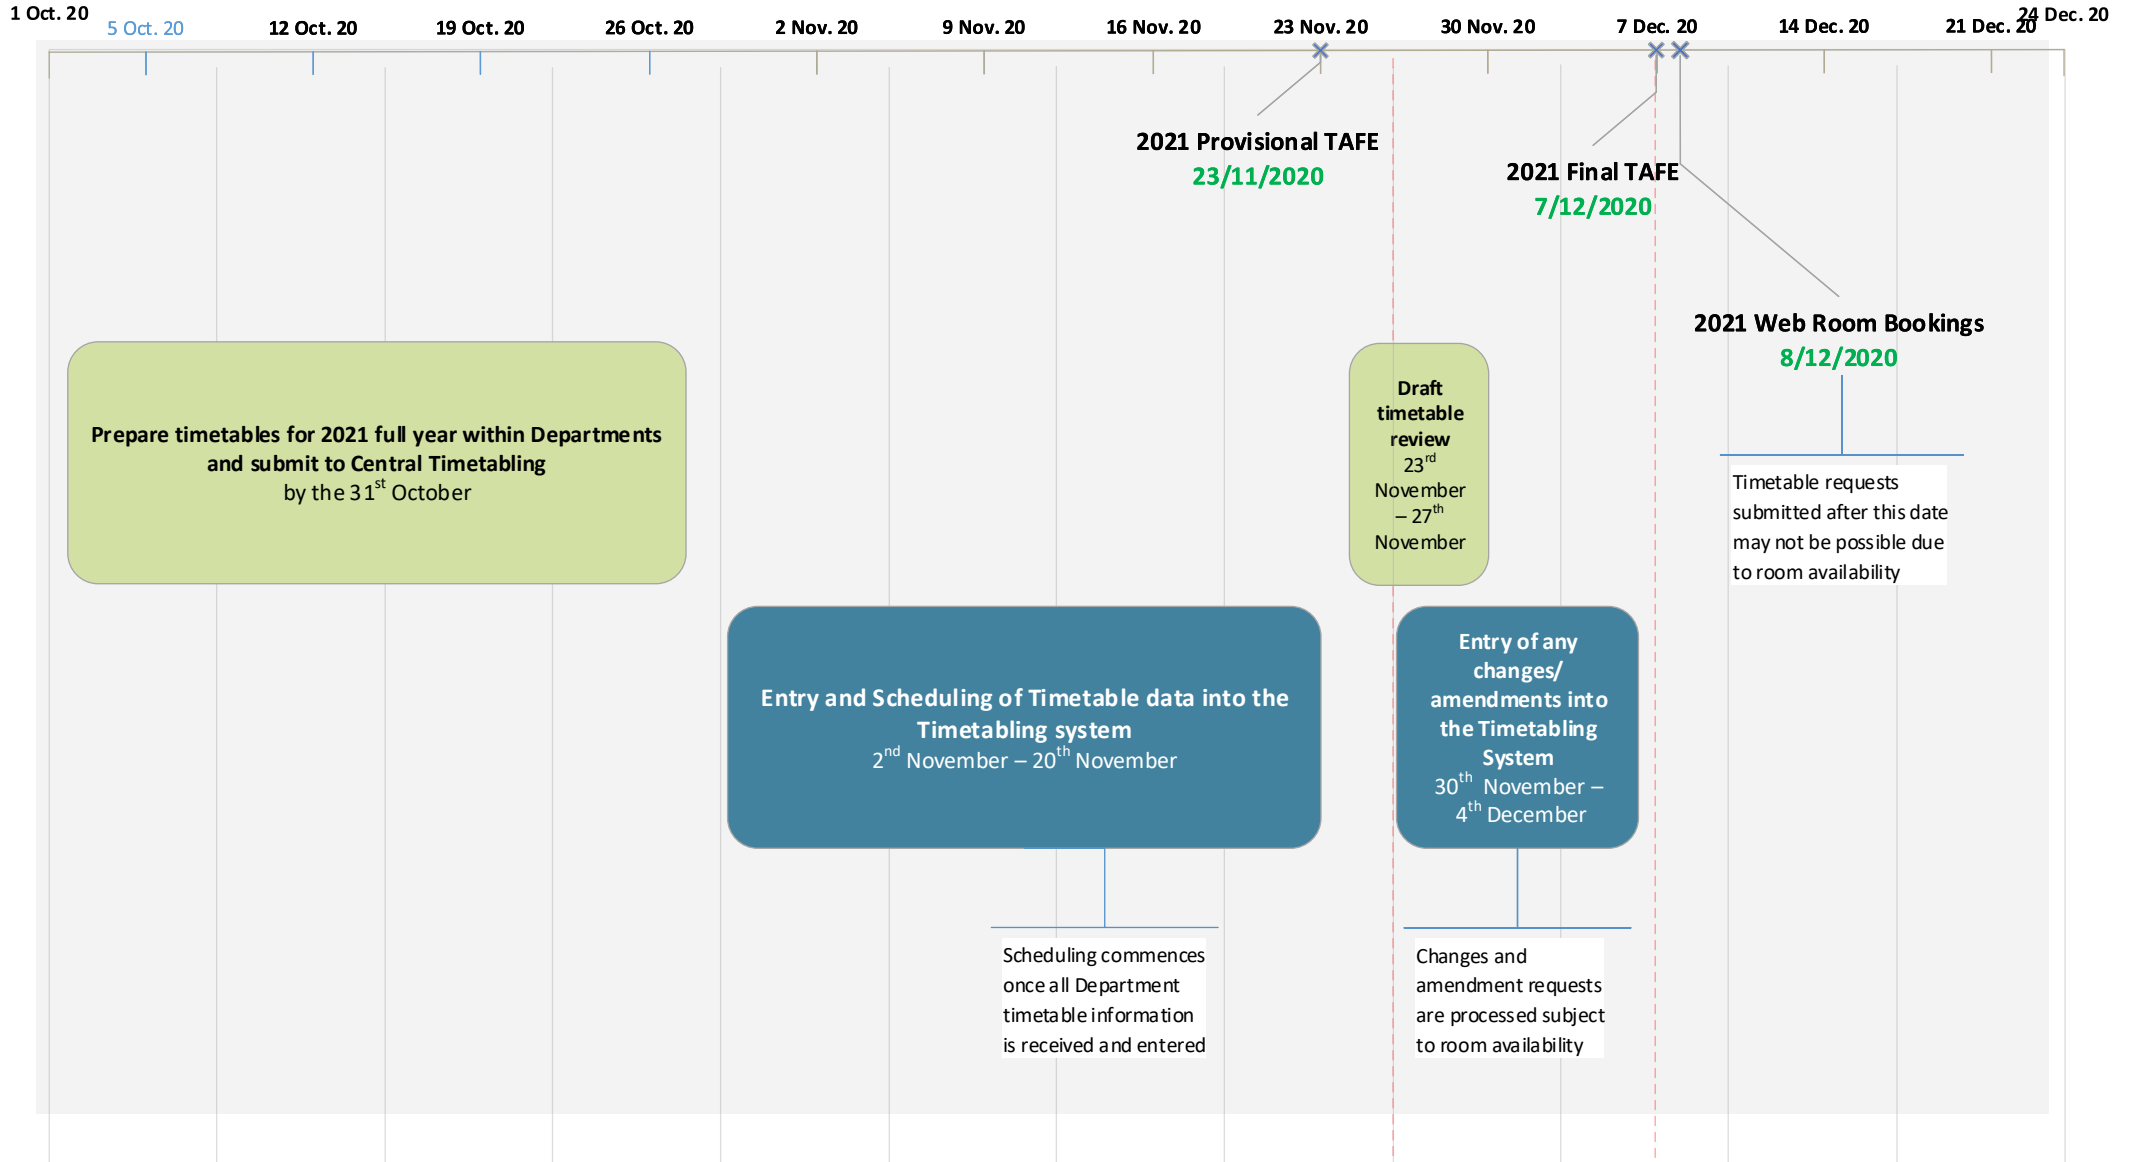 1 Oct. 20
5 Oct. 20
12 Oct. 20
19 Oct. 20
26 Oct. 20
2 Nov. 20
9 Nov. 20
16 Nov. 20
23 Nov. 20
30 Nov. 20
7 Dec. 20
14 Dec. 20
21 Dec. 20
24 Dec. 20
2021 Provisional TAFE
23/11/2020
2021 Final TAFE
7/12/2020
2021 Web Room Bookings
8/12/2020
Timetable requests
submitted after this date
may not be possible due
to room availability
Prepare timetables for 2021 full year within Departments
and submit to Central Timetabling
by the 31st October
Draft
timetable
review
23rd
November
– 27th
November
Entry and Scheduling of Timetable data into the
Timetabling system
2nd November – 20th November
Entry of any
changes/
amendments into
the Timetabling
System
30th November –
4th December
Scheduling commences
once all Department
timetable information
is received and entered
Changes and
amendment requests
are processed subject
to room availability